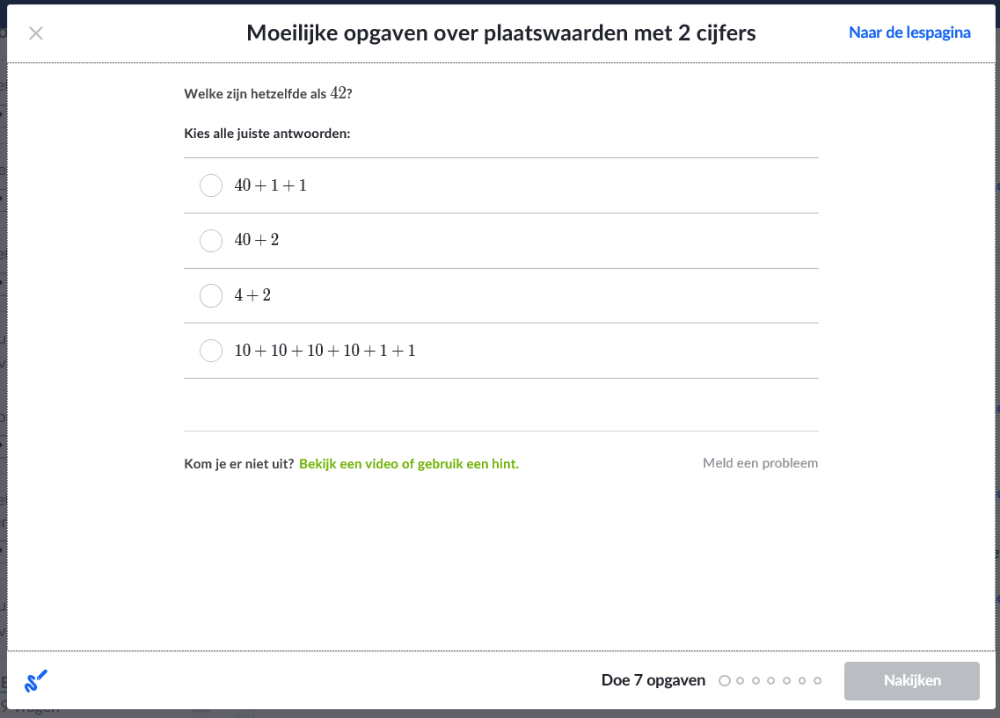 Moeilijke opgaven over plaatswaarden met 2 cijfers
Naar de lespagina
Welke zijn hetzelfde als 42?
Kies alle juiste antwoorden:
40 + 1 + 1
40 + 2
4 + 2
10 + 10 + 10 + 10 + 1 + 1
Kom je er niet uit? Bekijk een video of gebruik een hint.
Meld een probleem
Doe 7 opgaven
Nakijken